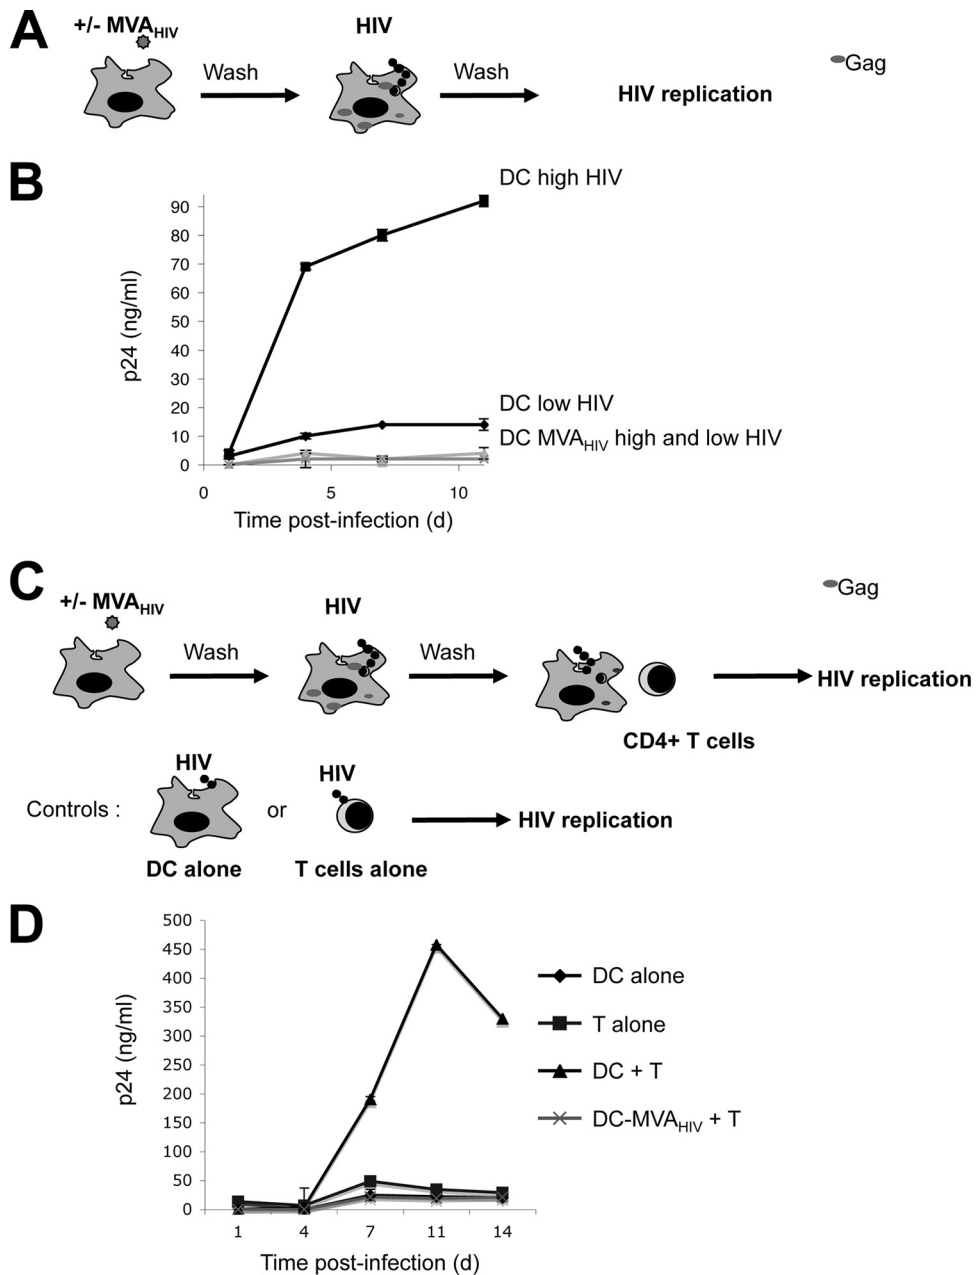 A
+/- MVAHIV
HIV
Wash
Wash
HIV replication
Gag
B
DC high HIV
90
80
70
60
50
40
30
20
10
0
p24 (ng/ml)
DC low HIV
DC MVAHIV high and low HIV
0 5 10
Time post-infection (d)
C
+/- MVAHIV
HIV
Gag
Wash
Wash
HIV replication
CD4+ T cells
HIV
HIV
Controls :
or
HIV replication
DC alone
T cells alone
D
500
450
400
350
300
250
200
150
100
50
0
p24 (ng/ml)
DC alone
T alone
DC + T
DC-MVAHIV + T
1 4 7 11 14
Time post-infection (d)